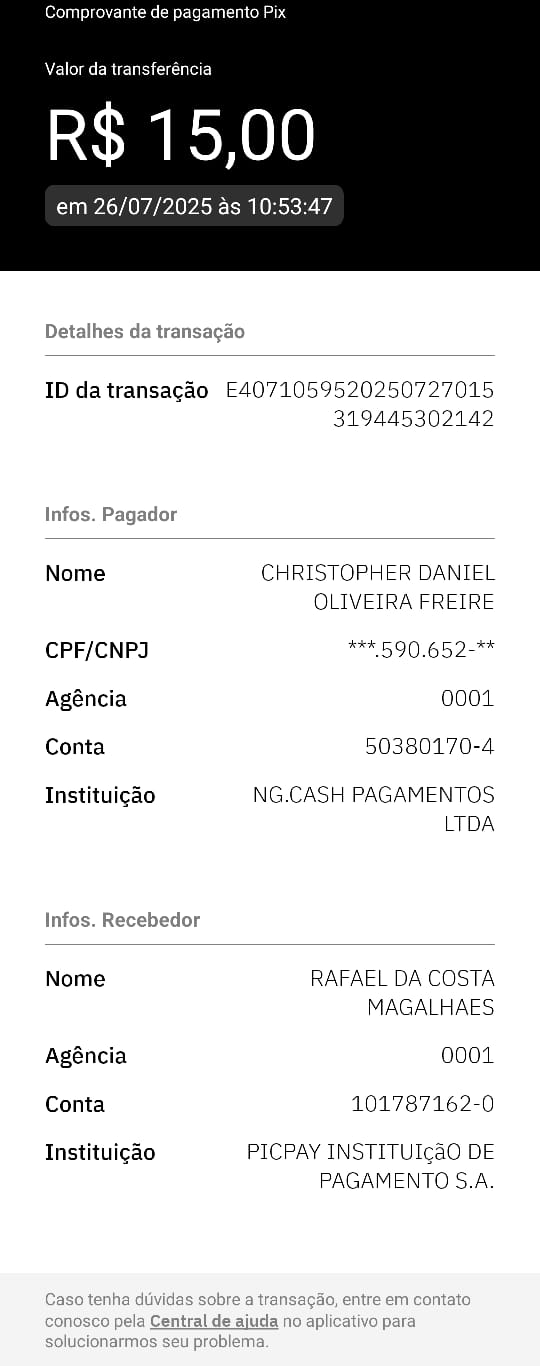 Comprovante de pagamento Pix
Valor da transferência
R$ 15,00
em 26/07/2025 às 10:53:47
Detalhes da transação
ID da transação E4071059520250727015
319445302142
Infos. Pagador
Nome CHRISTOPHER DANIEL
OLIVEIRA FREIRE
CPF/CNPJ ***.590.652-**
Agência 0001
Conta 50380170-4
Instituição NG.CASH PAGAMENTOS
LTDA
Infos. Recebedor
Nome RAFAEL DA COSTA
MAGALHAES
Agência 0001
Conta 101787162-0
Instituição PICPAY INSTITUIçãO DE
PAGAMENTO S.A.
Caso tenha dúvidas sobre a transação, entre em contato
conosco pela Central de ajuda no aplicativo para
solucionarmos seu problema.